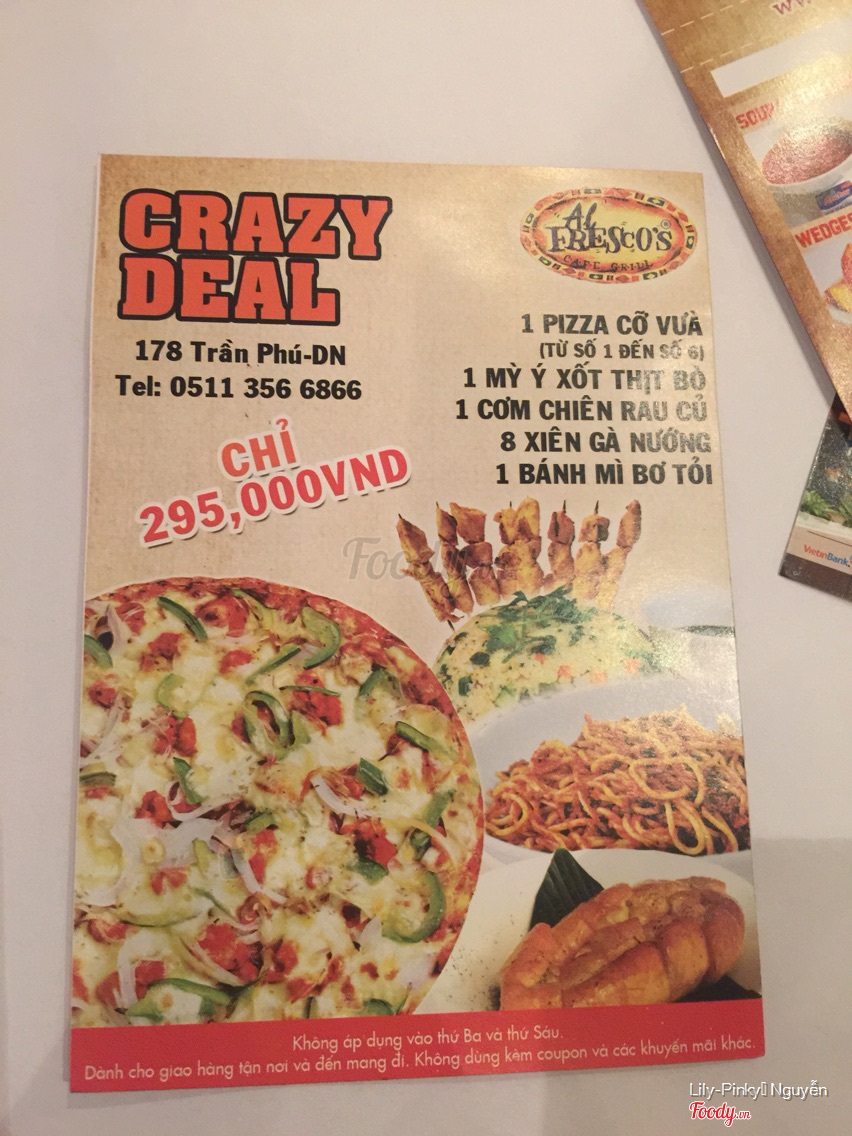 CRAZY
DEAL
178 Trần Phú-DN
Tel: 0511 356 6866
CHỈ
295,000VND
AL
FRESCO'S®
CAFE GRILL
1 PIZZA CỠ VƯÀ
(TỪ SỐ 1 ĐẾN SỐ 6)
1 MỲ Ý XỐT THỊT BÒ
1 CƠM CHIÊN RAU CỦ
8 XIÊN GÀ NƯỚNG
1 BÁNH MÌ BƠ TỎI
Foody.vn
Không áp dụng vào thứ Ba và thứ Sáu.
Dành cho giao hàng tận nơi và đến mang đi. Không dùng kèm coupon và các khuyến mãi khác.
SOUP
WEDGES
VietinBank
Lily-Pinky Nguyễn
Foody.vn